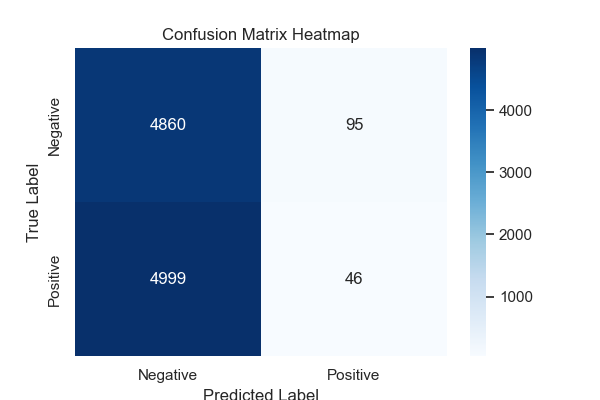 Confusion Matrix Heatmap
True Label
Negative
4860
95
Positive
4999
46
Negative
Positive
Predicted Label
4000
3000
2000
1000